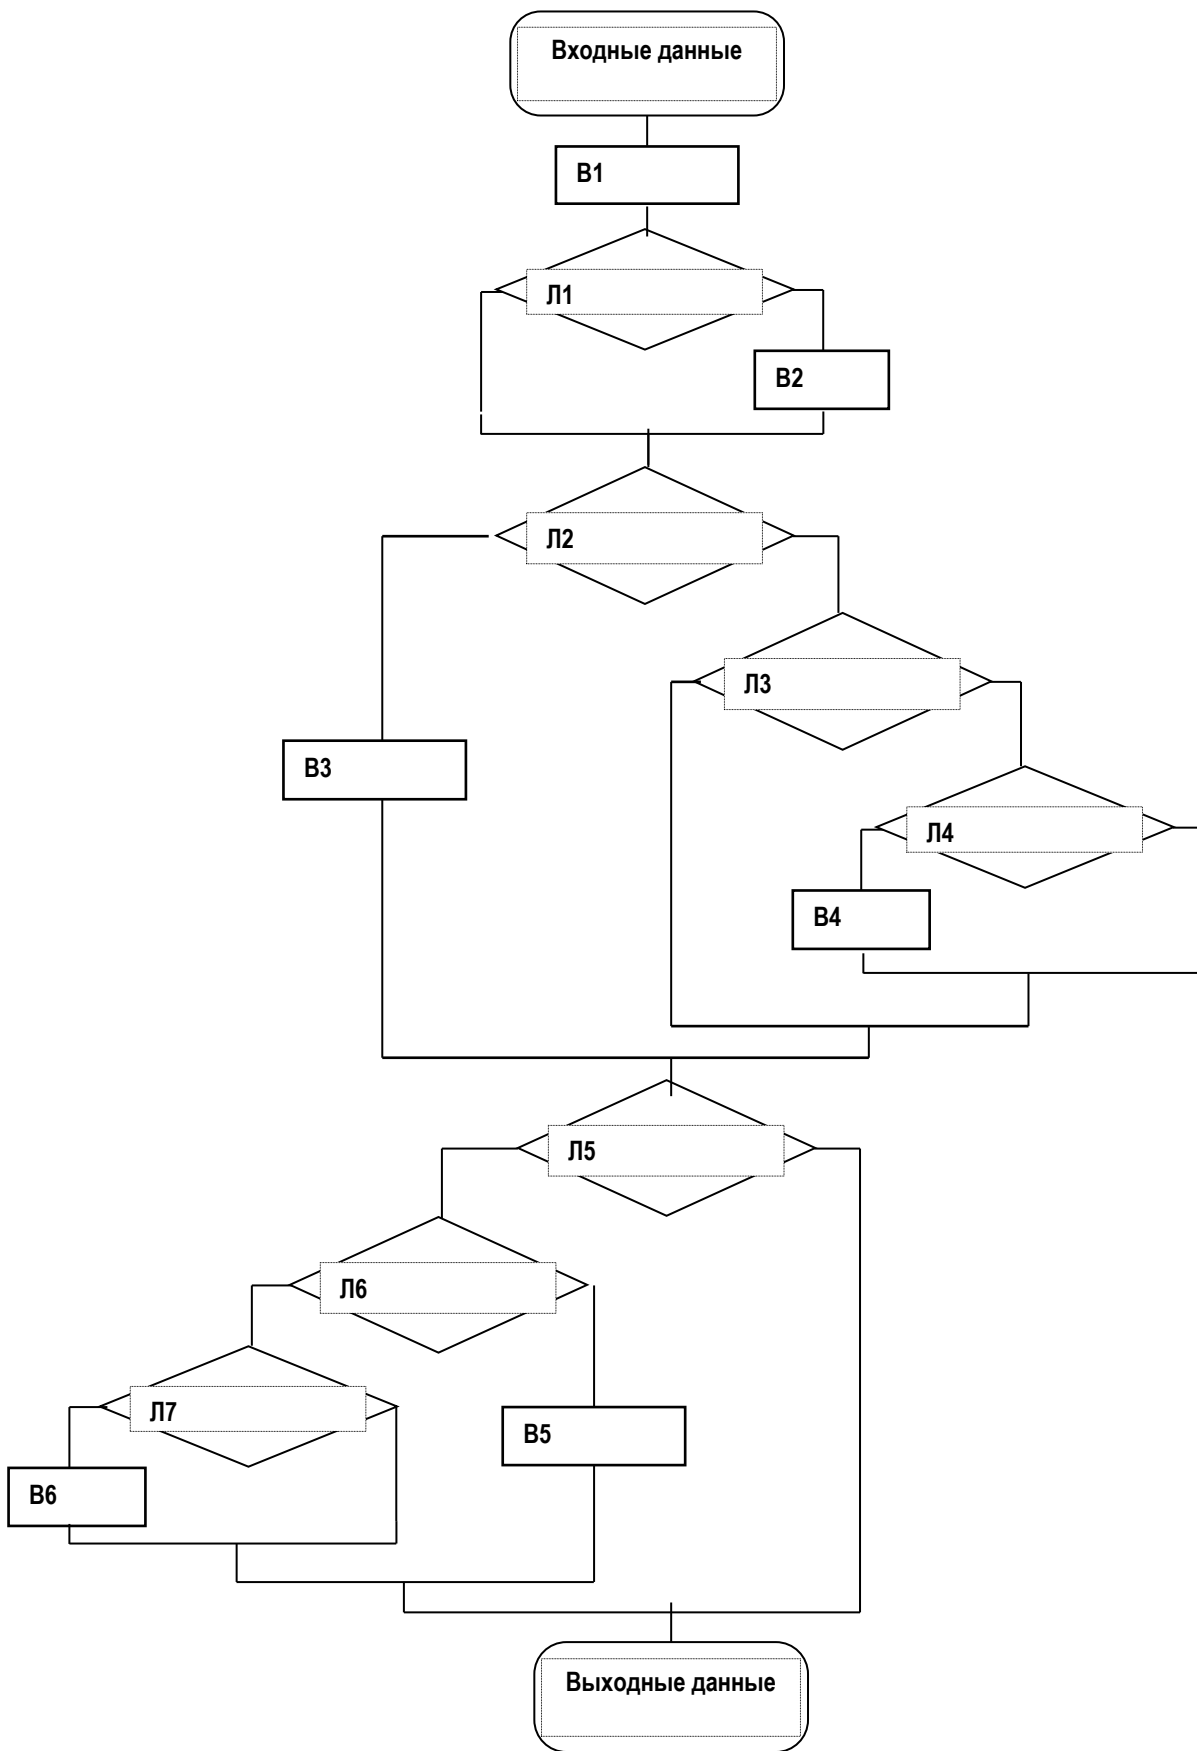 Входные данные
В1
Л1
В2
Л2
Л3
В3
Л4
В4
Л5
Л6
Л7
В5
В6
Выходные данные